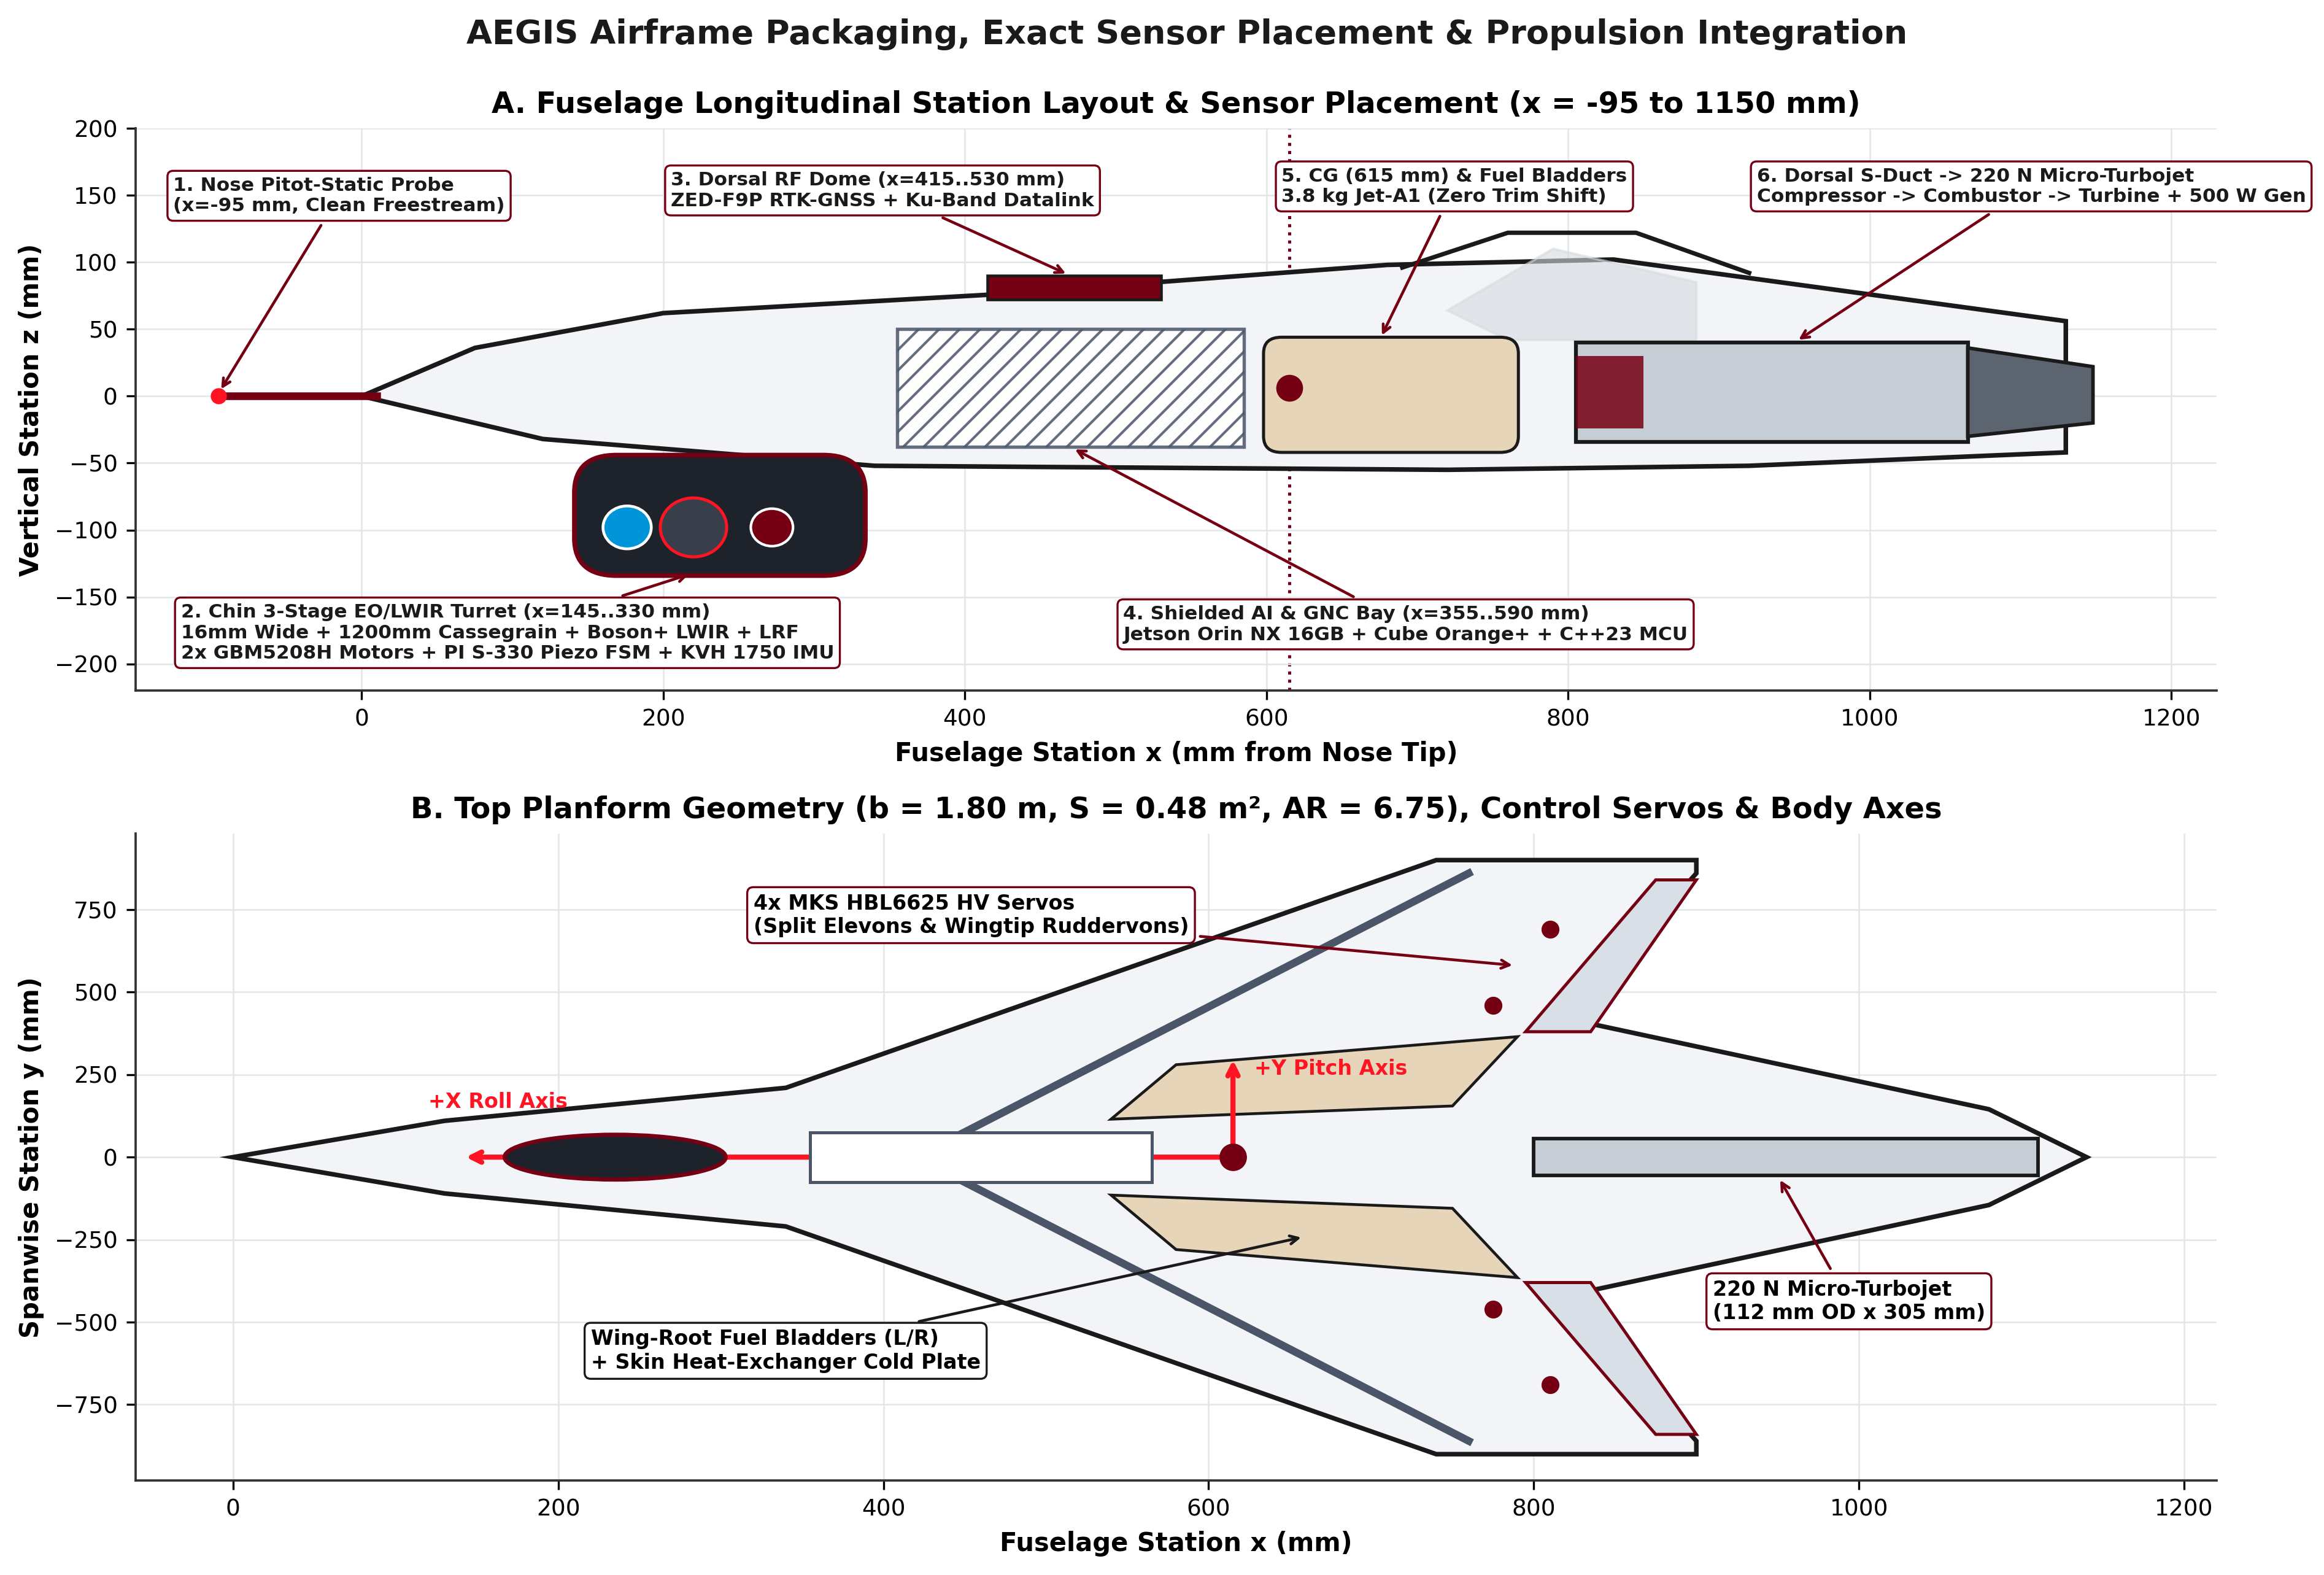 AEGIS Airframe Packaging, Exact Sensor Placement & Propulsion Integration
A. Fuselage Longitudinal Station Layout & Sensor Placement (x = -95 to 1150 mm)
Vertical Station z (mm)
200
150
100
50
0
−50
−100
−150
−200
1. Nose Pitot-Static Probe
(x=-95 mm, Clean Freestream)
3. Dorsal RF Dome (x=415..530 mm)
ZED-F9P RTK-GNSS + Ku-Band Datalink
5. CG (615 mm) & Fuel Bladders
3.8 kg Jet-A1 (Zero Trim Shift)
6. Dorsal S-Duct -> 220 N Micro-Turbojet
Compressor -> Combustor -> Turbine + 500 W Gen
2. Chin 3-Stage EO/LWIR Turret (x=145..330 mm)
16mm Wide + 1200mm Cassegrain + Boson+ LWIR + LRF
2x GBM5208H Motors + PI S-330 Piezo FSM + KVH 1750 IMU
4. Shielded AI & GNC Bay (x=355..590 mm)
Jetson Orin NX 16GB + Cube Orange+ + C++23 MCU
0 200 400 600 800 1000 1200
Fuselage Station x (mm from Nose Tip)
B. Top Planform Geometry (b = 1.80 m, S = 0.48 m², AR = 6.75), Control Servos & Body Axes
Spanwise Station y (mm)
750
500
250
0
−250
−500
−750
4x MKS HBL6625 HV Servos
(Split Elevons & Wingtip Ruddervons)
+Y Pitch Axis
+X Roll Axis
220 N Micro-Turbojet
(112 mm OD x 305 mm)
Wing-Root Fuel Bladders (L/R)
+ Skin Heat-Exchanger Cold Plate
0 200 400 600 800 1000 1200
Fuselage Station x (mm)